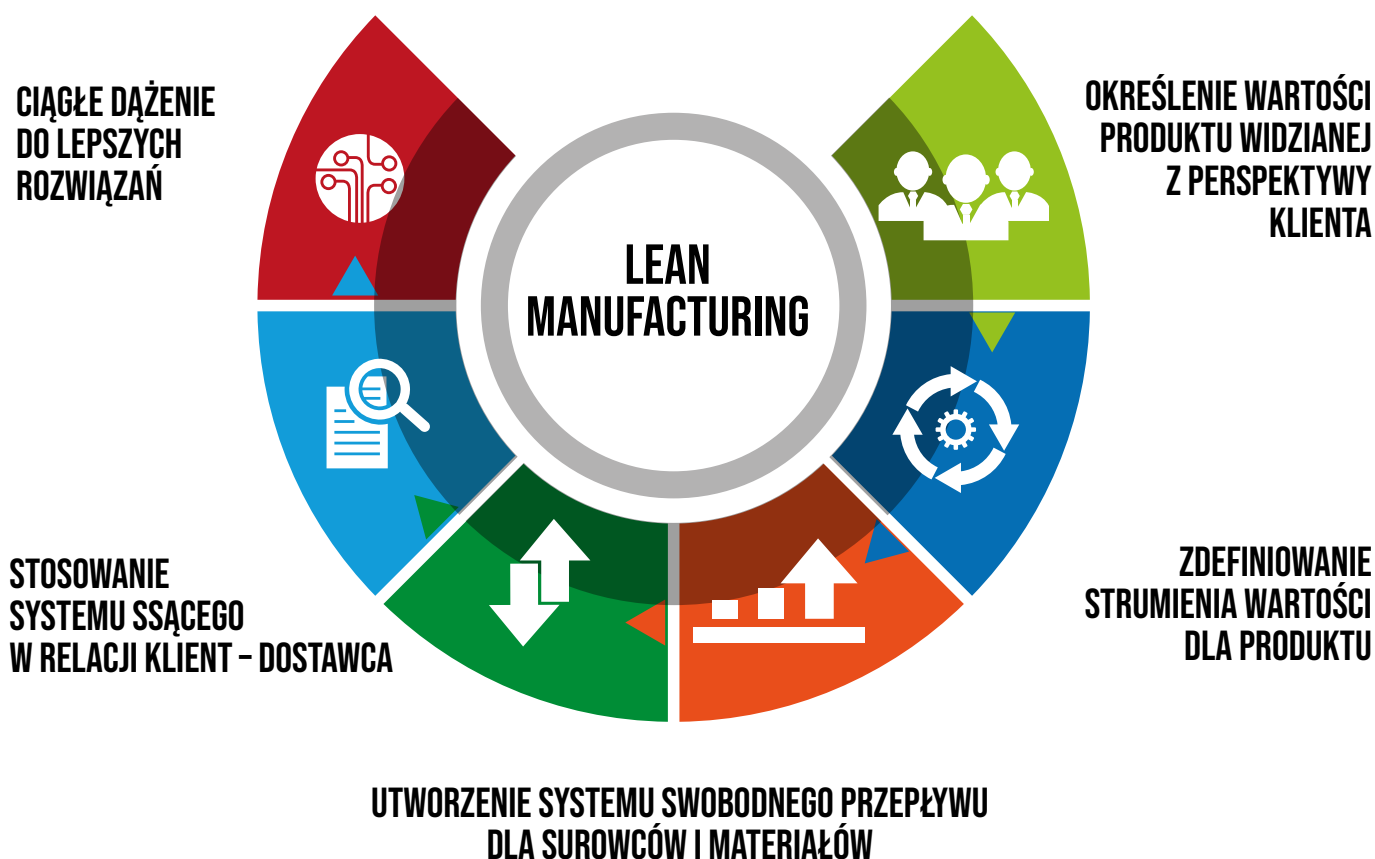 CIĄGŁE DĄŻENIE
DO LEPSZYCH
ROZWIĄZAŃ
OKREŚLENIE WARTOŚCI
PRODUKTU WIDZIANEJ
Z PERSPEKTYWY
KLIENTA
LEAN
MANUFACTURING
STOSOWANIE
SYSTEMU SSĄCEGO
W RELACJI KLIENT – DOSTAWCA
ZDEFINIOWANIE
STRUMIENIA WARTOŚCI
DLA PRODUKTU
UTWORZENIE SYSTEMU SWOBODNEGO PRZEPŁYWU
DLA SUROWCÓW I MATERIAŁÓW